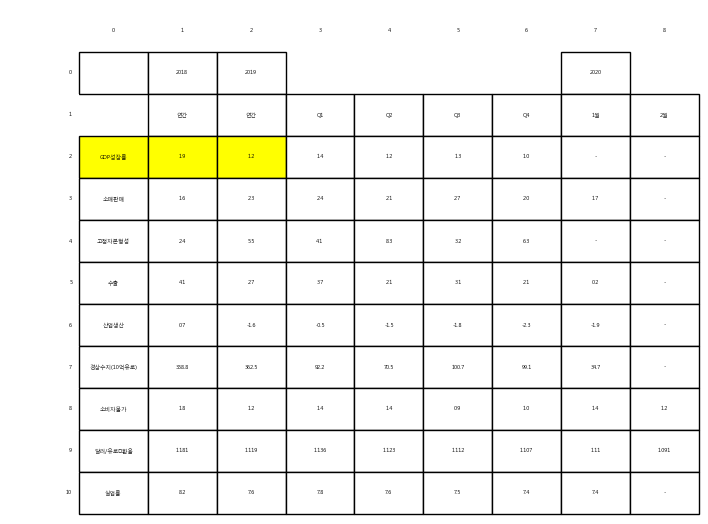 0 1 2 3 4 5 6 7 8
0 2018 2019 2020
1 연간 연간 Q1 Q2 Q3 Q4 1월 2월
2 GDP성장률 1.9 1.2 1.4 1.2 1.3 1.0 - -
3 소매판매 1.6 2.3 2.4 2.1 2.7 2.0 1.7 -
4 고정자본형성 2.4 5.5 4.1 8.3 3.2 6.3 - -
5 수출 4.1 2.7 3.7 2.1 3.1 2.1 0.2 -
6 산업생산 0.7 -1.6 -0.5 -1.5 -1.8 -2.3 -1.9 -
7 경상수지(10억유로) 358.8 362.5 92.2 70.5 100.7 99.1 34.7 -
8 소비자물가 1.8 1.2 1.4 1.4 0.9 1.0 1.4 1.2
9 달러/유로환율 1.181 1.119 1.136 1.123 1.112 1.107 1.11 1.091
10 실업률 8.2 7.6 7.8 7.6 7.5 7.4 7.4 -